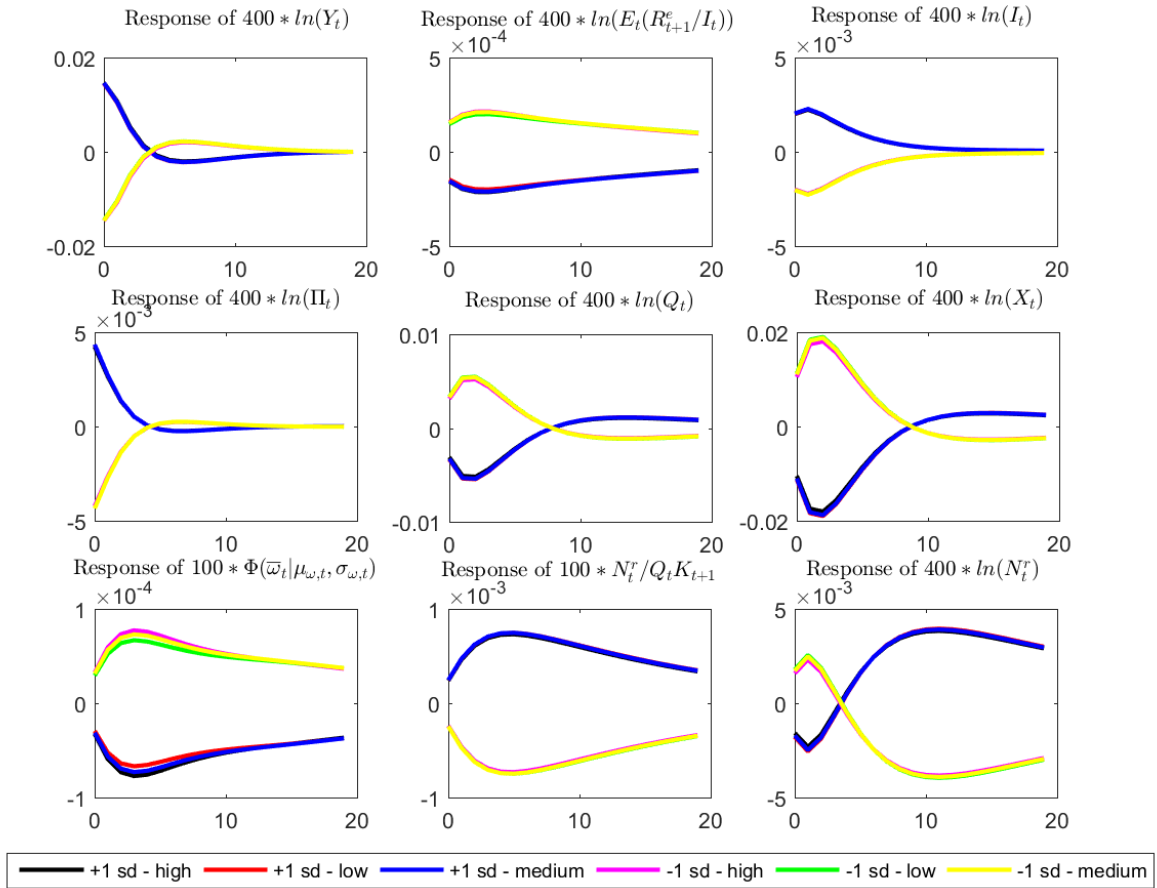 Response of 400 * ln(Y_t)
Response of 400 * ln(E_t(R^e_{t+1}/I_t))
Response of 400 * ln(I_t)
×10^-4
×10^-3
0.02
0
-0.02
0 10 20
5
0
-5
0 10 20
5
0
-5
0 10 20
Response of 400 * ln(Π_t)
Response of 400 * ln(Q_t)
Response of 400 * ln(X_t)
×10^-3
5
0
-5
0 10 20
0.01
0
-0.01
0 10 20
0.02
0
-0.02
0 10 20
Response of 100 * Φ(ω̅_t|μ_{ω,t}, σ_{ω,t})
Response of 100 * N^r_t/Q_tK_{t+1}
Response of 400 * ln(N^r_t)
×10^-4
×10^-3
×10^-3
1
0
-1
0 10 20
1
0
-1
0 10 20
5
0
-5
0 10 20
+1 sd - high +1 sd - low +1 sd - medium -1 sd - high -1 sd - low -1 sd - medium